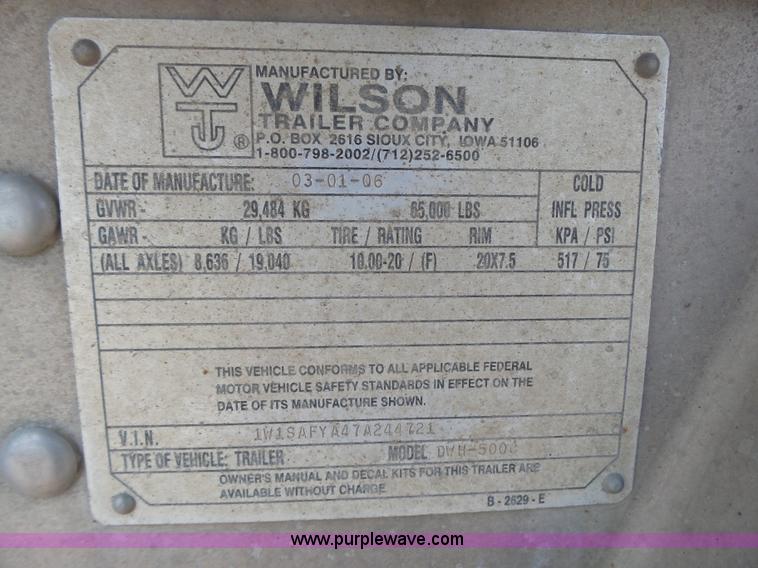 MANUFACTURED BY:
WILSON
TRAILER COMPANY
P.O. BOX 2616 SIOUX CITY, IOWA 51106
1-800-798-2002/(712)252-6500
WT
®
DATE OF MANUFACTURE: 03-01-06 COLD
GVWR - 29,484 KG 65,000 LBS INFL PRESS
GAWR - KG / LBS TIRE / RATING RIM KPA / PSI
(ALL AXLES) 8,636 / 19,040 10.00-20 / (F) 20X7.5 517 / 75
THIS VEHICLE CONFORMS TO ALL APPLICABLE FEDERAL
MOTOR VEHICLE SAFETY STANDARDS IN EFFECT ON THE
DATE OF ITS MANUFACTURE SHOWN.
V.I.N. 1W1SAFYA47A244721
TYPE OF VEHICLE: TRAILER MODEL
OWNER'S MANUAL AND DECAL KITS FOR THIS TRAILER ARE
AVAILABLE WITHOUT CHARGE
B - 2629 - E
www.purplewave.com